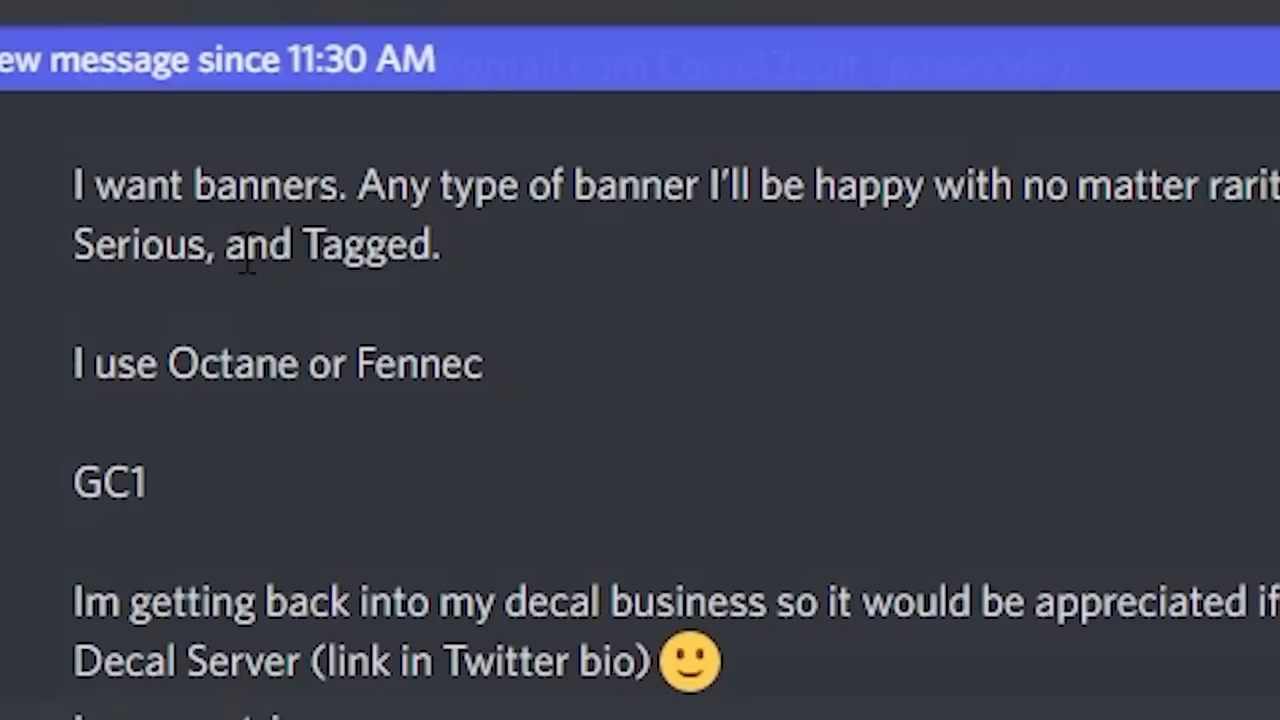 ew message since 11:30 AM
I want banners. Any type of banner I'll be happy with no matter rarit
Serious, and Tagged.
I use Octane or Fennec
GC1
Im getting back into my decal business so it would be appreciated if
Decal Server (link in Twitter bio) 🙂